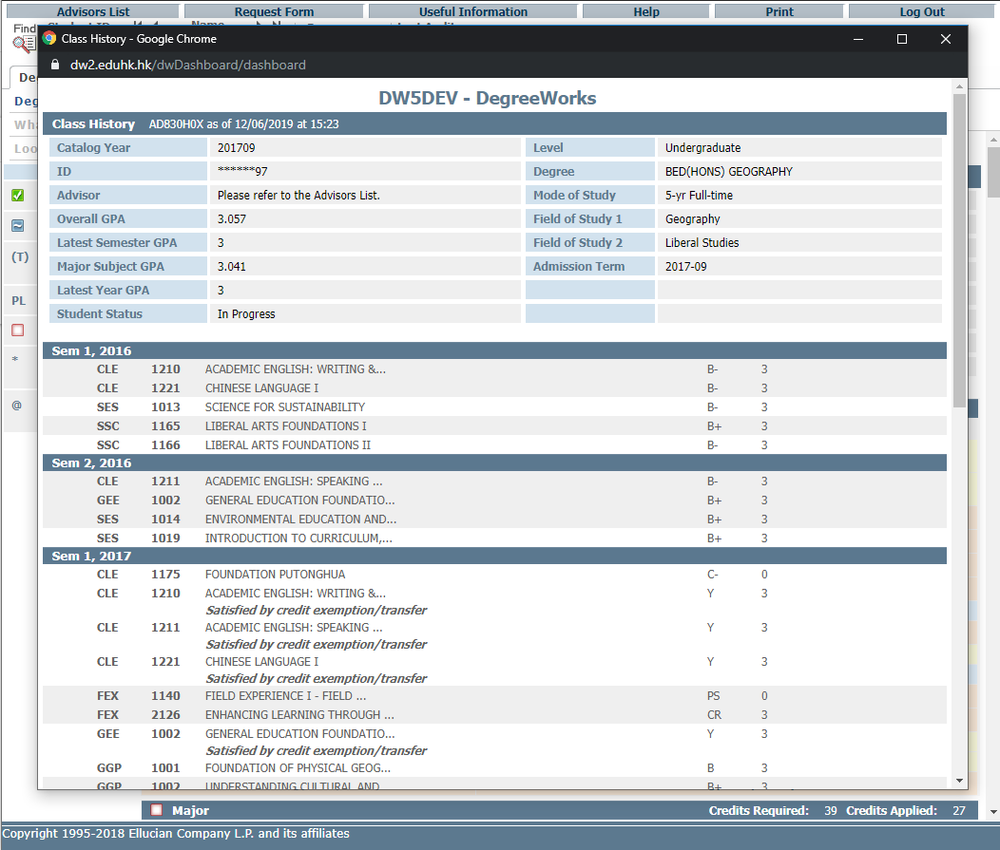 Advisors List Request Form Useful Information Help Print Log Out
Find
Class History - Google Chrome
dw2.eduhk.hk/dwDashboard/dashboard
DW5DEV - DegreeWorks
Class History AD830H0X as of 12/06/2019 at 15:23
Catalog Year 201709 Level Undergraduate
ID ******97 Degree BED(HONS) GEOGRAPHY
Advisor Please refer to the Advisors List. Mode of Study 5-yr Full-time
Overall GPA 3.057 Field of Study 1 Geography
Latest Semester GPA 3 Field of Study 2 Liberal Studies
Major Subject GPA 3.041 Admission Term 2017-09
Latest Year GPA 3
Student Status In Progress
(T)
PL
*
@
Sem 1, 2016
CLE 1210 ACADEMIC ENGLISH: WRITING &... B- 3
CLE 1221 CHINESE LANGUAGE I B- 3
SES 1013 SCIENCE FOR SUSTAINABILITY B- 3
SSC 1165 LIBERAL ARTS FOUNDATIONS I B+ 3
SSC 1166 LIBERAL ARTS FOUNDATIONS II B- 3
Sem 2, 2016
CLE 1211 ACADEMIC ENGLISH: SPEAKING ... B- 3
GEE 1002 GENERAL EDUCATION FOUNDATIO... B+ 3
SES 1014 ENVIRONMENTAL EDUCATION AND... B+ 3
SES 1019 INTRODUCTION TO CURRICULUM,... B+ 3
Sem 1, 2017
CLE 1175 FOUNDATION PUTONGHUA C- 0
CLE 1210 ACADEMIC ENGLISH: WRITING &... Y 3
Satisfied by credit exemption/transfer
CLE 1211 ACADEMIC ENGLISH: SPEAKING ... Y 3
Satisfied by credit exemption/transfer
CLE 1221 CHINESE LANGUAGE I Y 3
Satisfied by credit exemption/transfer
FEX 1140 FIELD EXPERIENCE I - FIELD ... PS 0
FEX 2126 ENHANCING LEARNING THROUGH ... CR 3
GEE 1002 GENERAL EDUCATION FOUNDATIO... Y 3
Satisfied by credit exemption/transfer
GGP 1001 FOUNDATION OF PHYSICAL GEOG... B 3
GGP 1002 UNDERSTANDING CULTURAL AND B+ 3
Major Credits Required: 39 Credits Applied: 27
Copyright 1995-2018 Ellucian Company L.P. and its affiliates